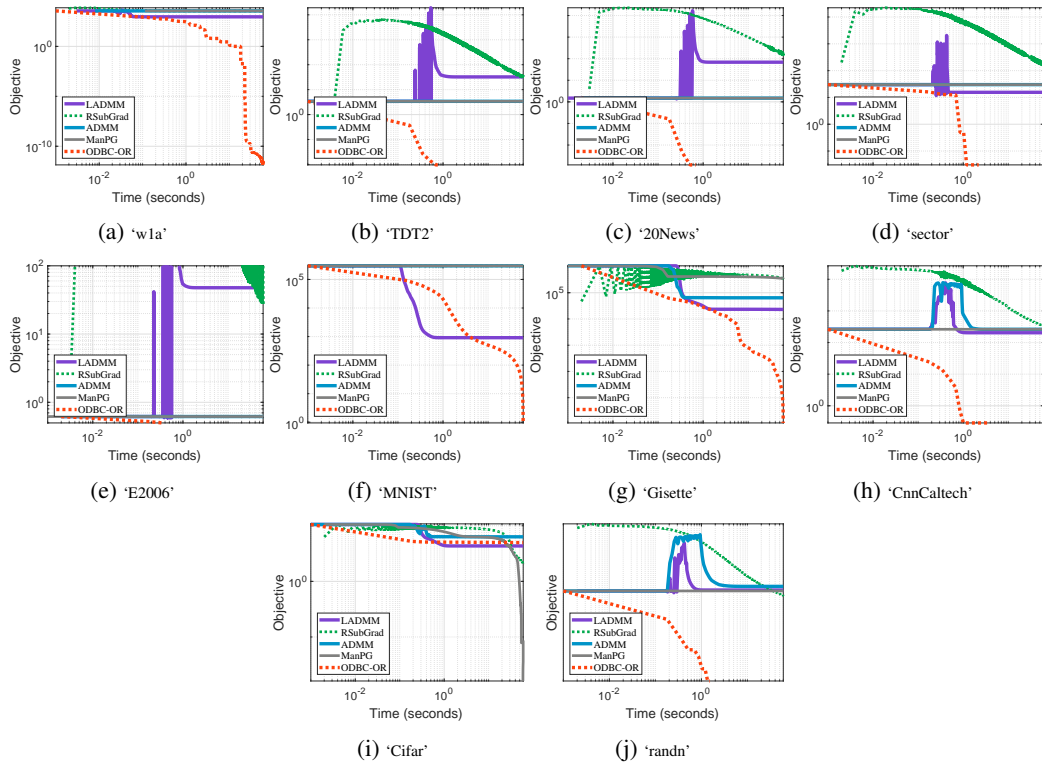 Objective
10^0
10^-10
LADMM
RSubGrad
ADMM
ManPG
ODBC-OR
10^-2 10^0
Time (seconds)
(a) 'w1a'
Objective
10^0
LADMM
RSubGrad
ADMM
ManPG
ODBC-OR
10^-2 10^0
Time (seconds)
(b) 'TDT2'
Objective
10^0
LADMM
RSubGrad
ADMM
ManPG
ODBC-OR
10^-2 10^0
Time (seconds)
(c) '20News'
Objective
10^0
LADMM
RSubGrad
ADMM
ManPG
ODBC-OR
10^-2 10^0
Time (seconds)
(d) 'sector'
Objective
10^2
10^1
10^0
LADMM
RSubGrad
ADMM
ManPG
ODBC-OR
10^-2 10^0
Time (seconds)
(e) 'E2006'
Objective
10^5
10^0
LADMM
RSubGrad
ADMM
ManPG
ODBC-OR
10^-2 10^0
Time (seconds)
(f) 'MNIST'
Objective
10^5
10^0
LADMM
RSubGrad
ADMM
ManPG
ODBC-OR
10^-2 10^0
Time (seconds)
(g) 'Gisette'
Objective
10^0
LADMM
RSubGrad
ADMM
ManPG
ODBC-OR
10^-2 10^0
Time (seconds)
(h) 'CnnCaltech'
Objective
10^0
LADMM
RSubGrad
ADMM
ManPG
ODBC-OR
10^-2 10^0
Time (seconds)
(i) 'Cifar'
Objective
LADMM
RSubGrad
ADMM
ManPG
ODBC-OR
10^-2 10^0
Time (seconds)
(j) 'randn'